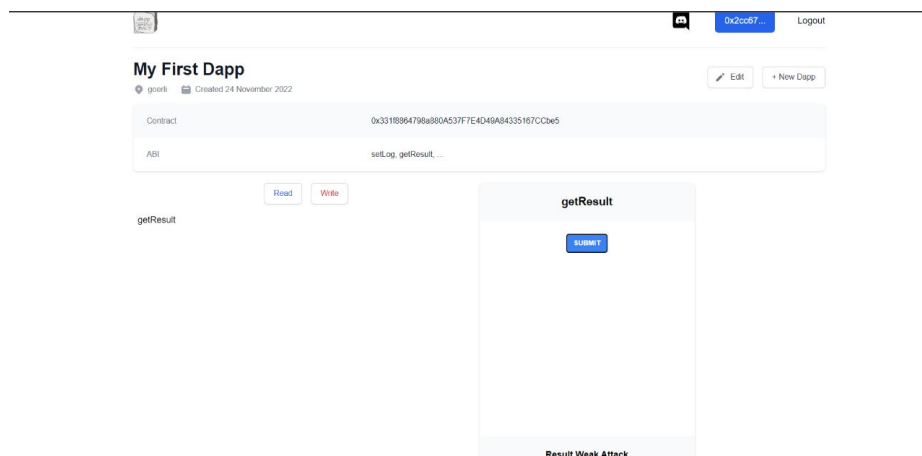 0x2cc67...
Logout
My First Dapp
Edit
+ New Dapp
goerli
Created 24 November 2022
Contract
0x331f8864798a880A537F7E4D49A84335167CCbe5
ABI
setLog, getResult, ...
Read
Write
getResult
getResult
SUBMIT
Result Weak Attack